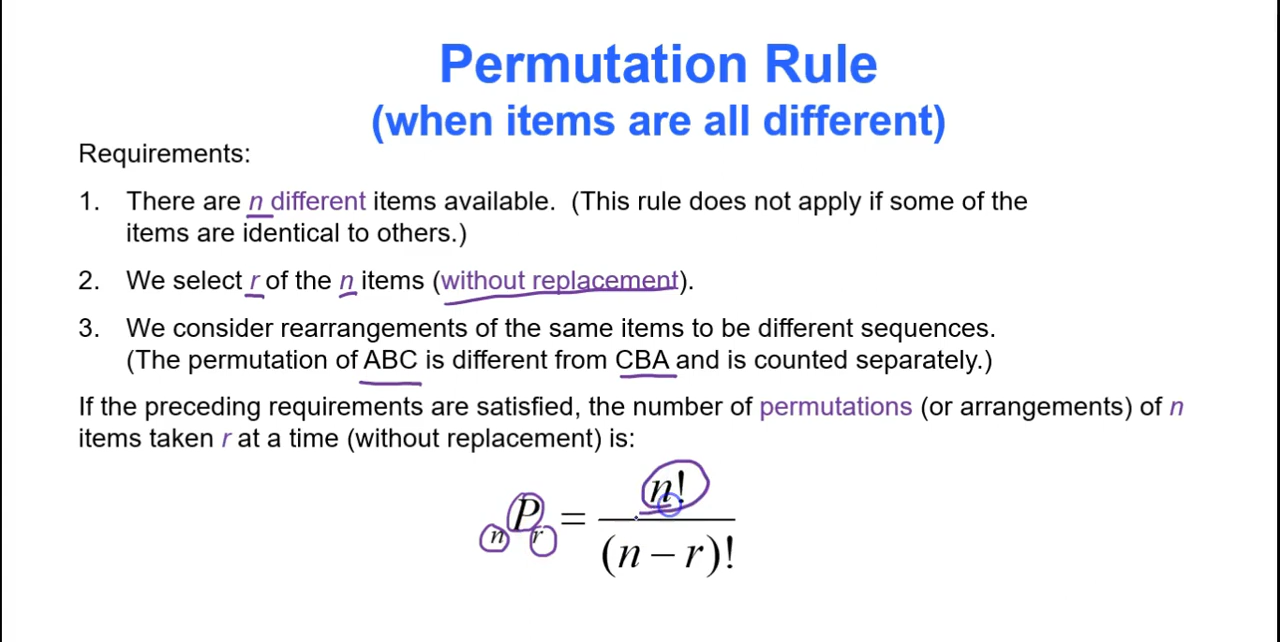 Permutation Rule
(when items are all different)
Requirements:
1. There are n different items available. (This rule does not apply if some of the
items are identical to others.)
2. We select r of the n items (without replacement).
3. We consider rearrangements of the same items to be different sequences.
(The permutation of ABC is different from CBA and is counted separately.)
If the preceding requirements are satisfied, the number of permutations (or arrangements) of n
items taken r at a time (without replacement) is:
nPr = n!
(n − r)!